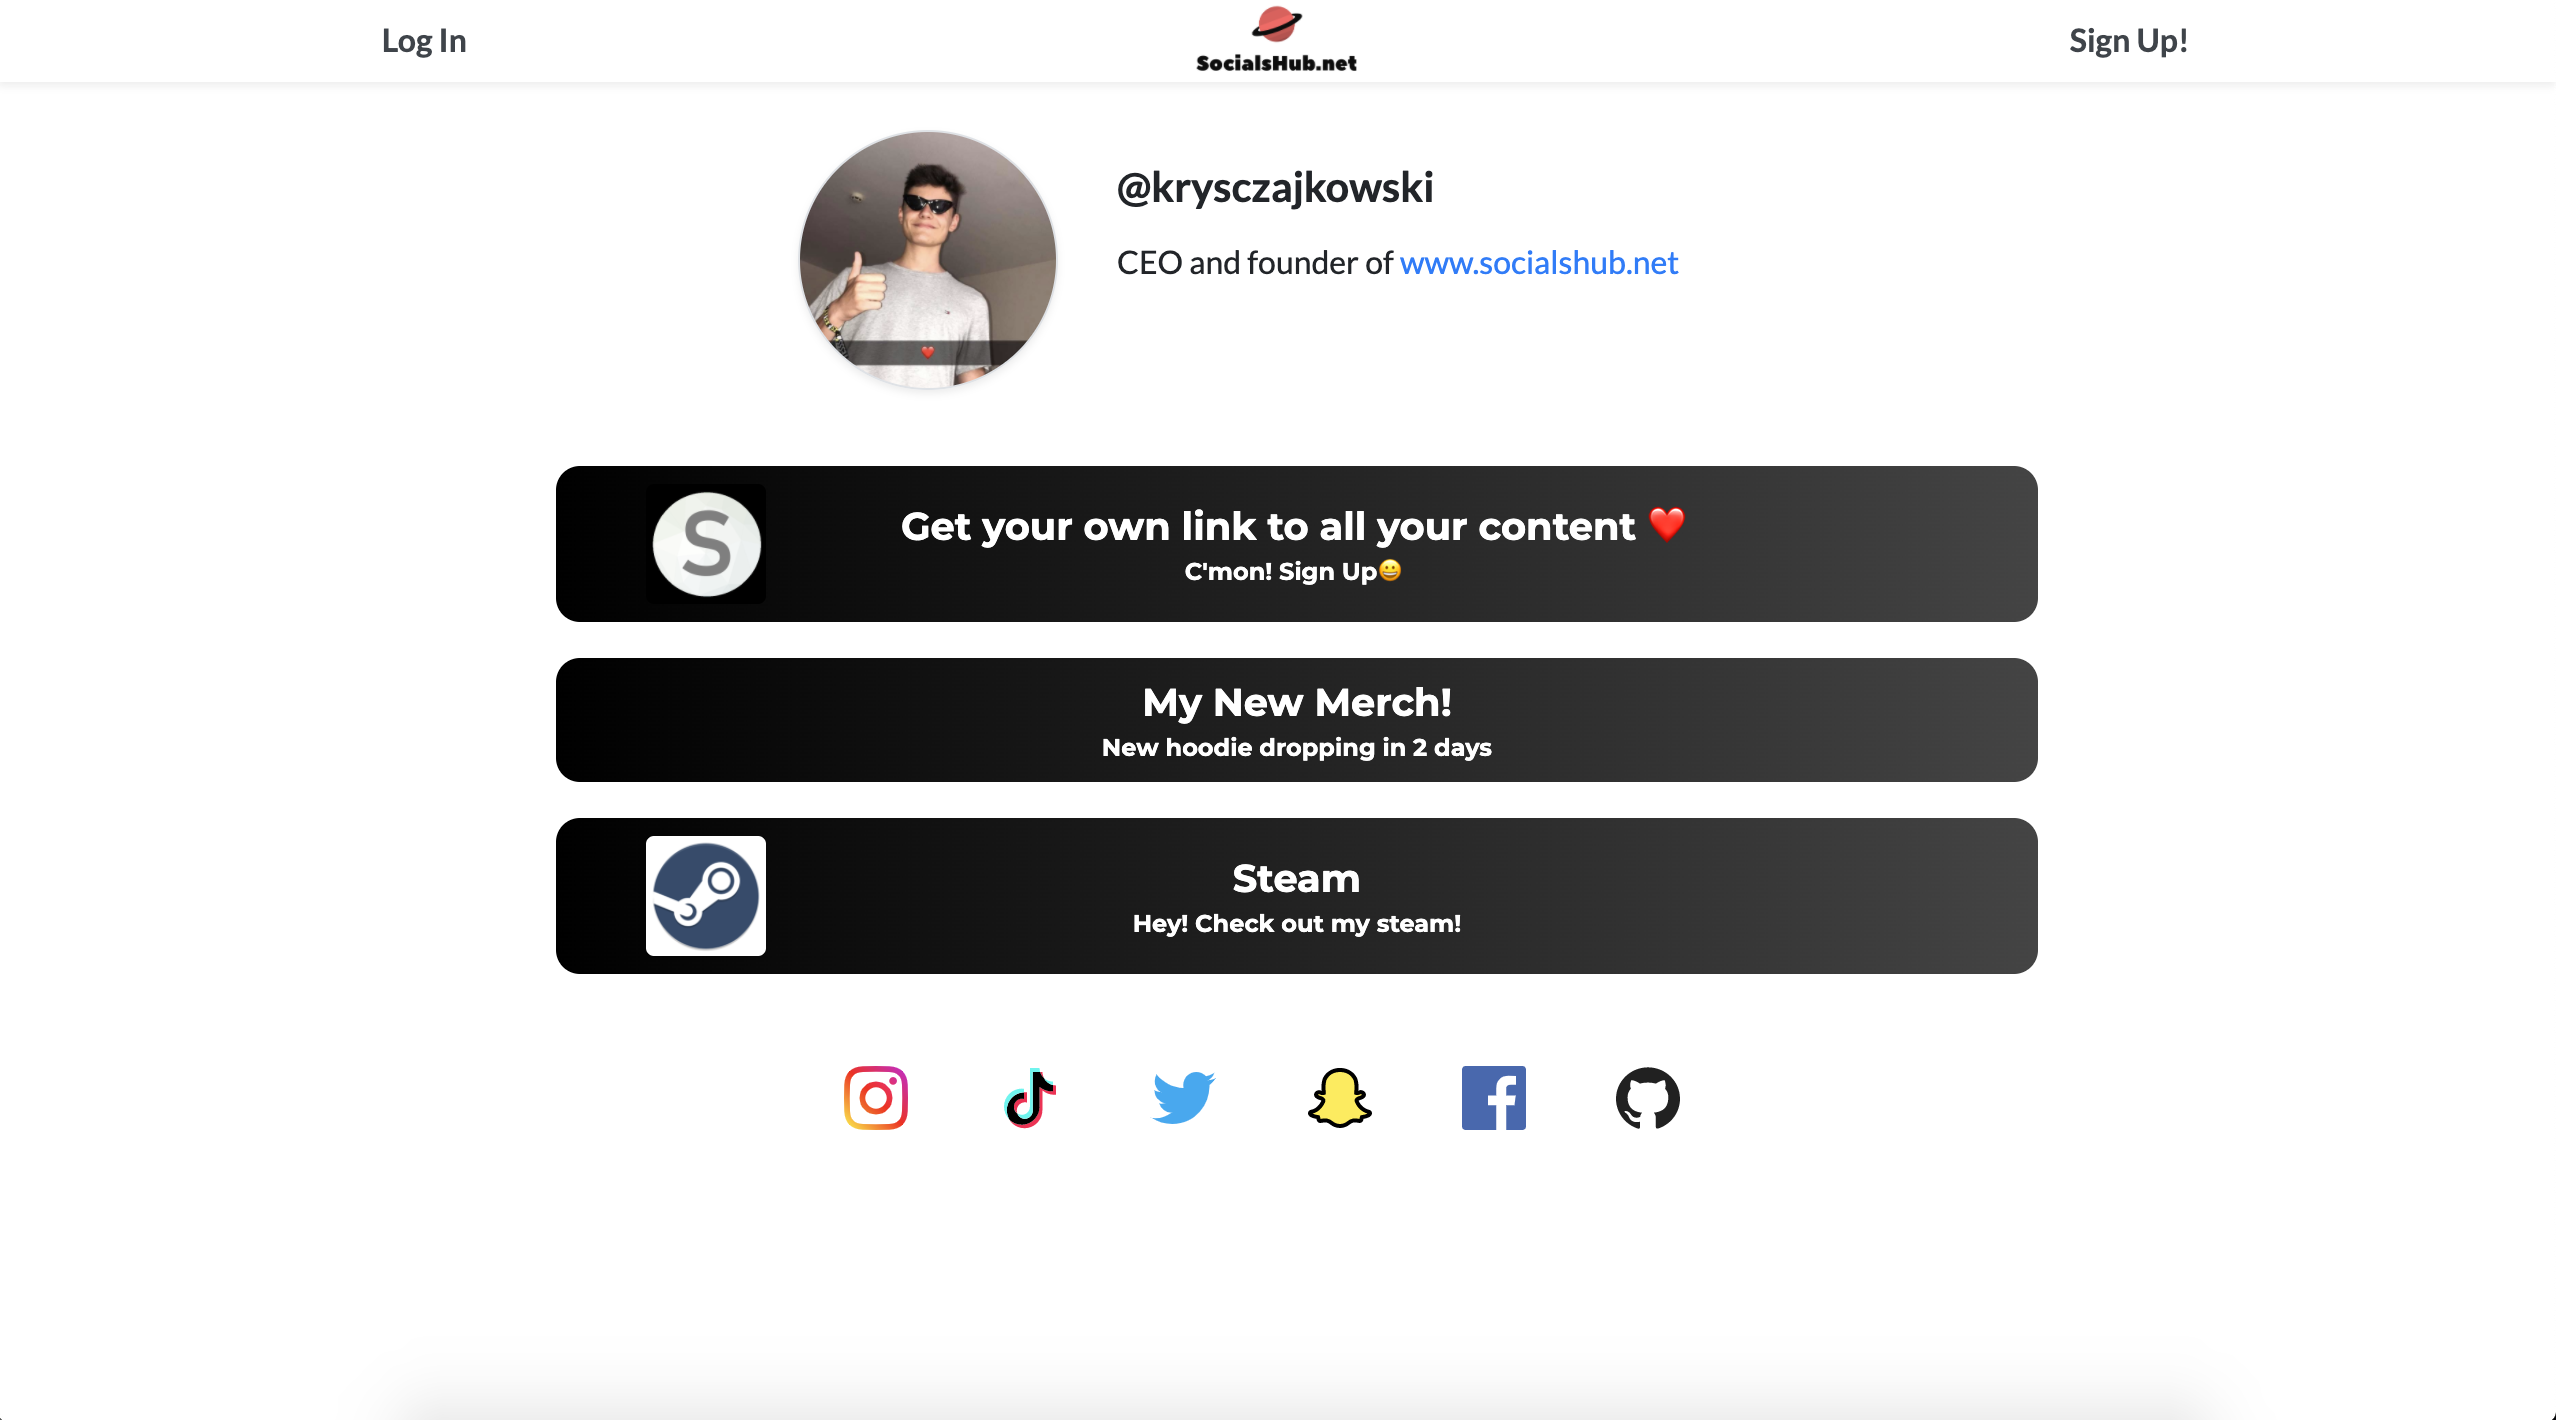 Log In
SocialsHub.net
Sign Up!
@krysczajkowski
CEO and founder of www.socialshub.net
S
Get your own link to all your content ❤️
C'mon! Sign Up😀
My New Merch!
New hoodie dropping in 2 days
Steam
Hey! Check out my steam!